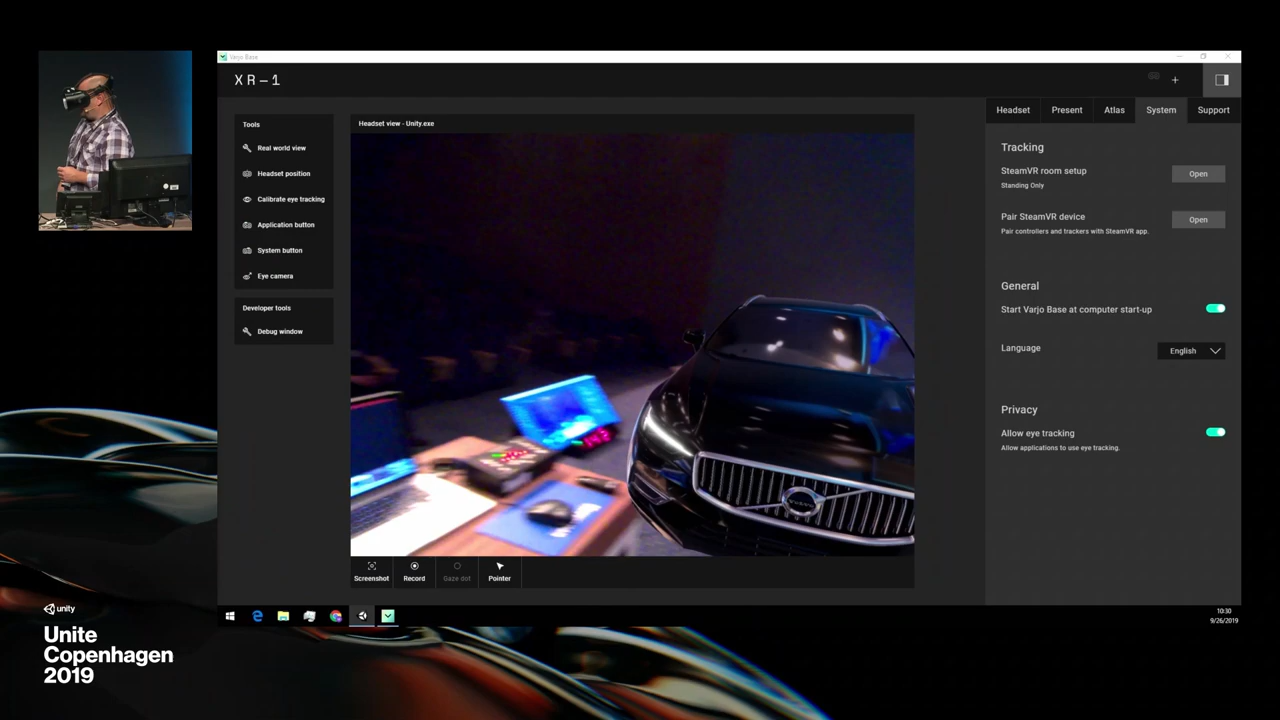 Varjo Base
XR-1
Tools
Real world view
Headset position
Calibrate eye tracking
Application button
System button
Eye camera
Developer tools
Debug window
Headset view - Unity.exe
Screenshot
Record
Gaze dot
Pointer
Headset
Present
Atlas
System
Support
Tracking
SteamVR room setup
Open
Standing Only
Pair SteamVR device
Open
Pair controllers and trackers with SteamVR app.
General
Start Varjo Base at computer start-up
Language
English
Privacy
Allow eye tracking
Allow applications to use eye tracking.
10:30
9/26/2019
unity
Unite
Copenhagen
2019